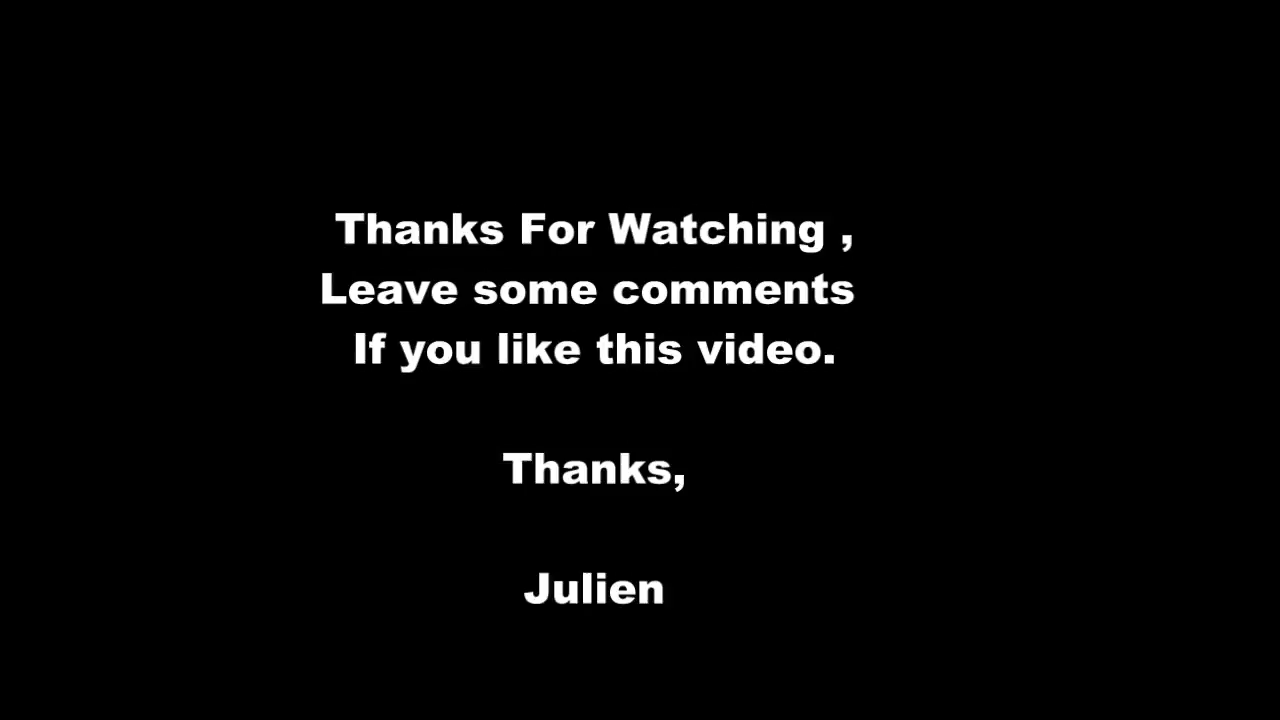 Thanks For Watching ,
Leave some comments
If you like this video.
Thanks,
Julien